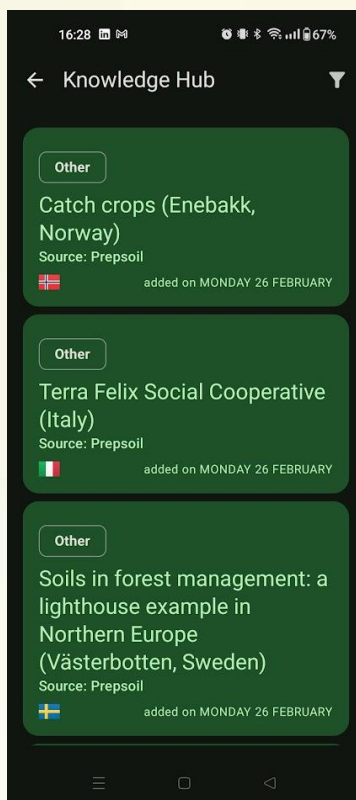 16:28 in M 67%
Knowledge Hub
Other
Catch crops (Enebakk,
Norway)
Source: Prepsoil
added on MONDAY 26 FEBRUARY
Other
Terra Felix Social Cooperative
(Italy)
Source: Prepsoil
added on MONDAY 26 FEBRUARY
Other
Soils in forest management: a
lighthouse example in
Northern Europe
(Västerbotten, Sweden)
Source: Prepsoil
added on MONDAY 26 FEBRUARY